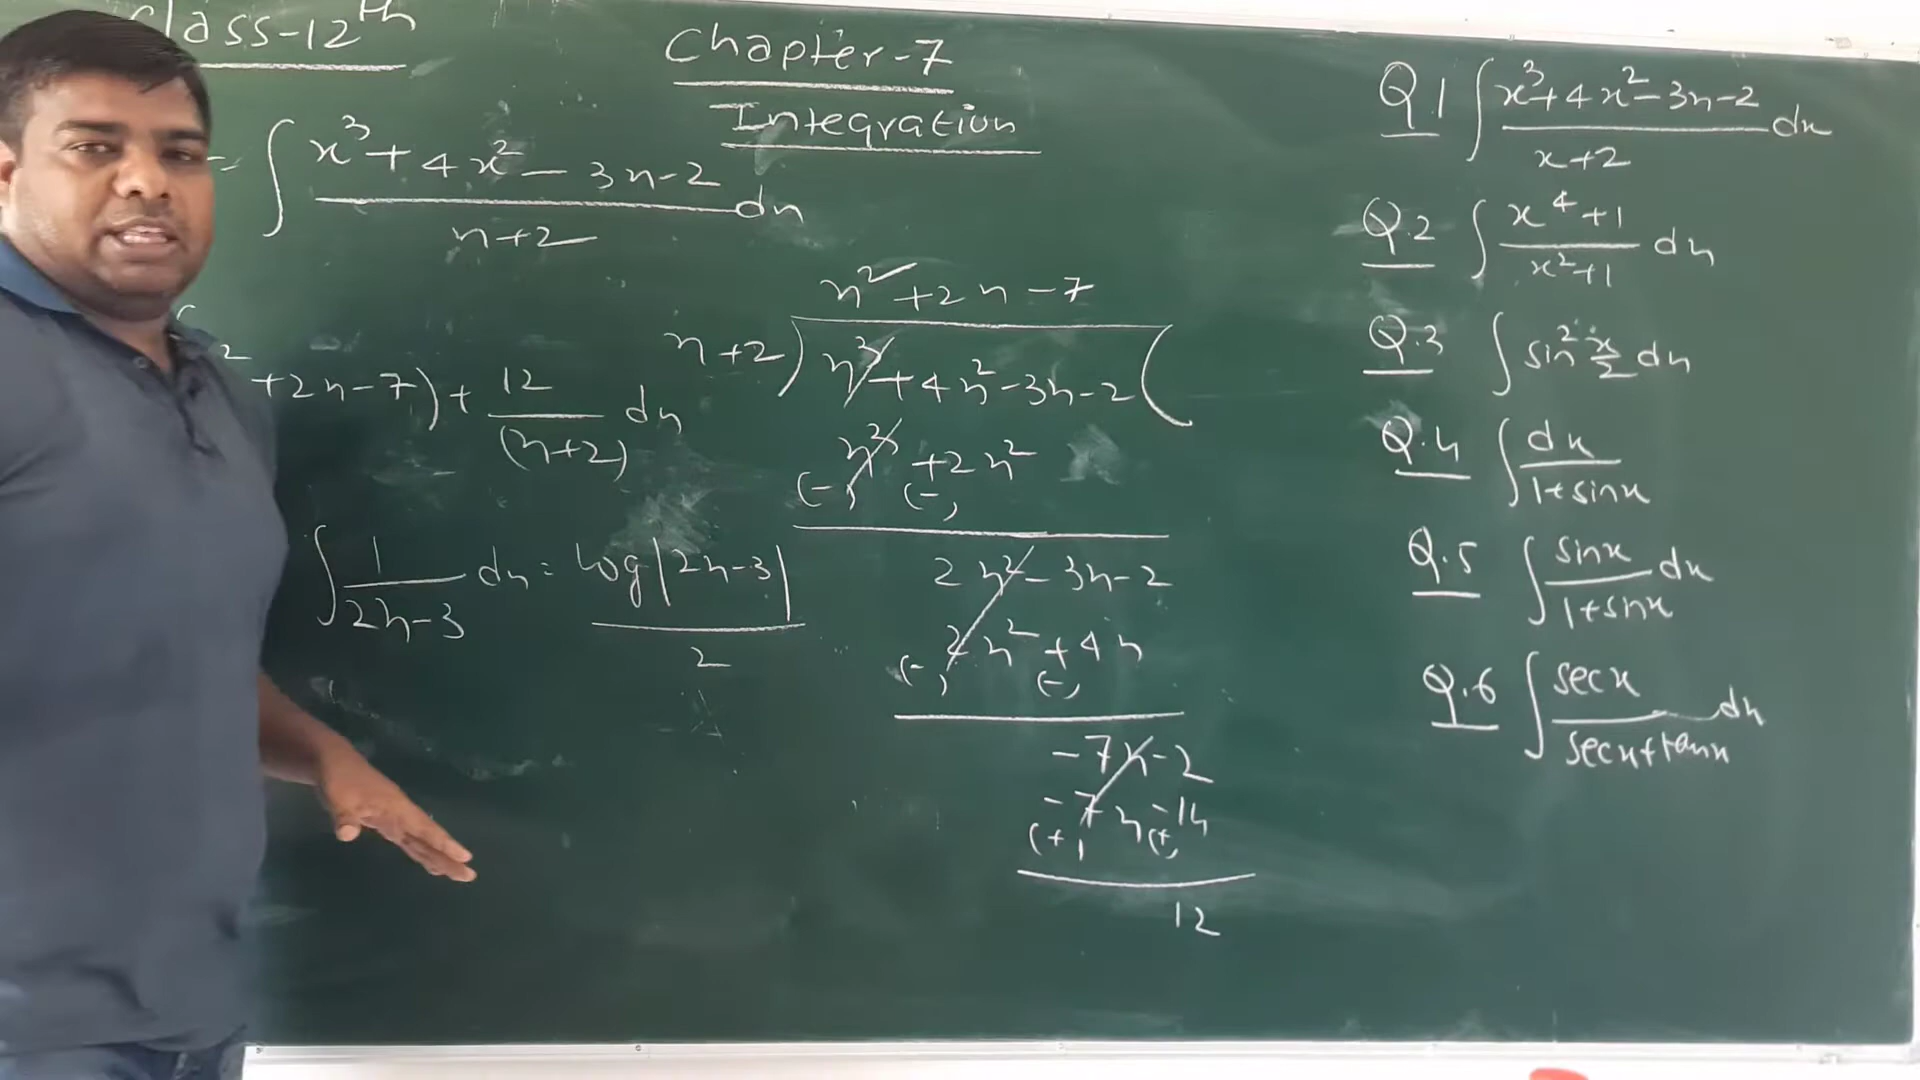 class-12th
Chapter-7
Integration
= ∫ x³+4x²-3x-2 / x+2 dx
+2x-7) + 12/(x+2) dx
∫ 1/2x-3 dx = log|2x-3| / 2
x²+2x-7
x+2) x³+4x²-3x-2 (
x³+2x²
(-) (-)
2x²-3x-2
2x²+4x
(-) (-)
-7x-2
-7x-14
(+) (+)
12
Q.1 ∫ x³+4x²-3x-2 / x+2 dx
Q.2 ∫ x⁴+1 / x²+1 dx
Q.3 ∫ sin² x/2 dx
Q.4 ∫ dx / 1+sinx
Q.5 ∫ sinx / 1+sinx dx
Q.6 ∫ secx / secx+tanx dx